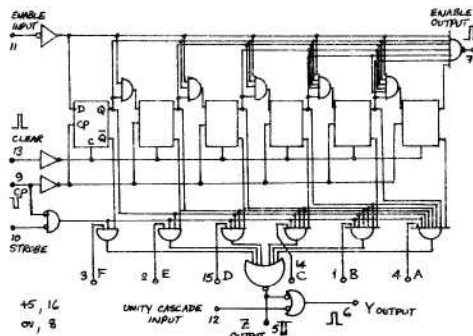 ENABLE
INPUT
11
ENABLE
OUTPUT
7
D Q
CP
Q
C
CLEAR
13
9
CP
10
STROBE
3 F
2 E
15 D
14
C
1 B
4 A
+5, 16
0V, 8
UNITY CASCADE
INPUT 12
Z
OUTPUT
5
6
Y OUTPUT